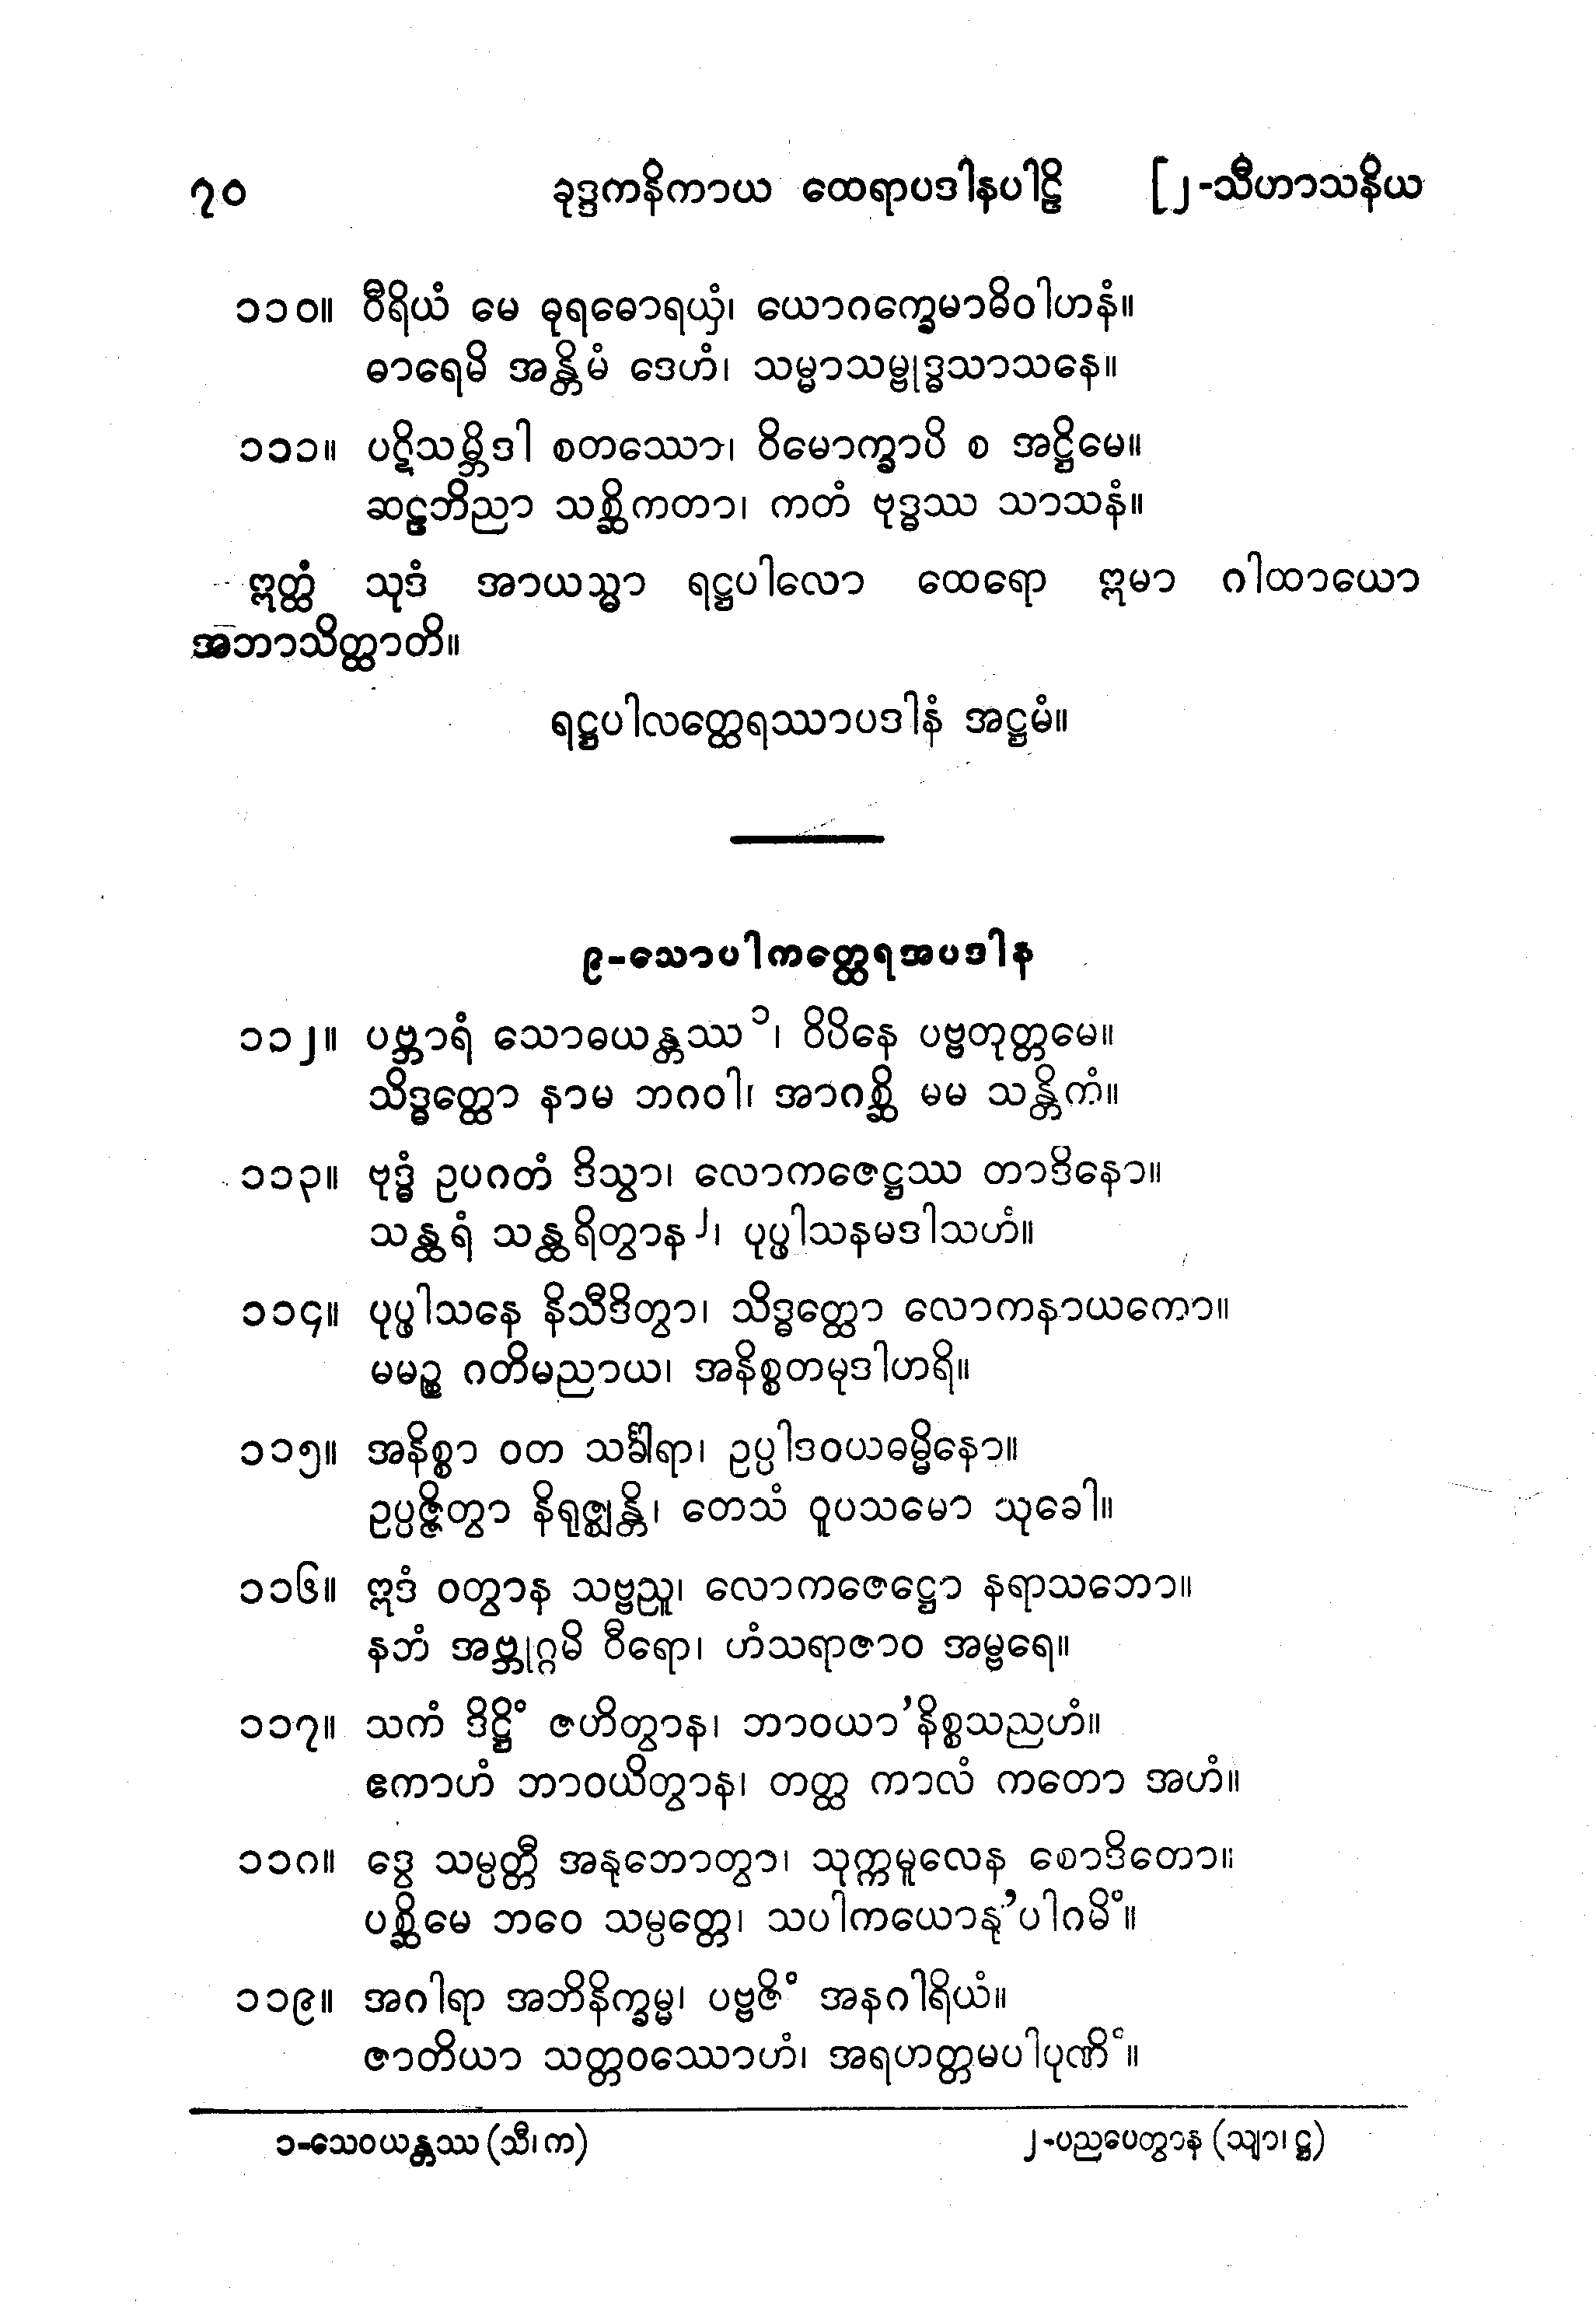 ၇၀ ခုဒ္ဒကနိကာယ ထေရာပဒါနပါဠိ [၂-သီဟာသနိယ
၁၁၀။ ဝီရိယံ မေ ဓုရဓောရယှံ၊ ယောဂက္ခေမာဓိဝါဟနံ။
ဓာရေမိ အန္တိမံ ဒေဟံ၊ သမ္မာသမ္ဗုဒ္ဓသာသနေ။
၁၁၁။ ပဋိသမ္ဘိဒါ စတဿော၊ ဝိမောက္ခာပိ စ အဋ္ဌိမေ။
ဆဠဘိညာ သစ္ဆိကတာ၊ ကတံ ဗုဒ္ဓဿ သာသနံ။
ဣတ္ထံ သုဒံ အာယသ္မာ ရဋ္ဌပါလော ထေရော ဣမာ ဂါထာယော
အဘာသိတ္ထာတိ။
ရဋ္ဌပါလတ္ထေရဿာပဒါနံ အဋ္ဌမံ။
၉-သောပါကတ္ထေရအပဒါန
၁၁၂။ ပဗ္ဘာရံ သောဓယန္တဿ ၁၊ ဝိပိနေ ပဗ္ဗတုတ္တမေ။
သိဒ္ဓတ္ထော နာမ ဘဂဝါ၊ အာဂစ္ဆိ မမ သန္တိကံ။
၁၁၃။ ဗုဒ္ဓံ ဥပဂတံ ဒိသွာ၊ လောကဇေဋ္ဌဿ တာဒိနော။
သန္ထရံ သန္ထရိတွာန ၂၊ ပုပ္ဖါသနမဒါသဟံ။
၁၁၄။ ပုပ္ဖါသနေ နိသီဒိတွာ၊ သိဒ္ဓတ္ထော လောကနာယကော။
မမဉ္စ ဂတိမညာယ၊ အနိစ္စတမုဒါဟရိ။
၁၁၅။ အနိစ္စာ ဝတ သင်္ခါရာ၊ ဥပ္ပါဒဝယဓမ္မိနော။
ဥပ္ပဇ္ဇိတွာ နိရုဇ္ဈန္တိ၊ တေသံ ဝူပသမော သုခေါ။
၁၁၆။ ဣဒံ ဝတွာန သဗ္ဗညူ၊ လောကဇေဋ္ဌော နရာသဘော။
နဘံ အဗ္ဘုဂ္ဂမိ ဝီရော၊ ဟံသရာဇာဝ အမ္ဗရေ။
၁၁၇။ သကံ ဒိဋ္ဌိံ ဇဟိတွာန၊ ဘာဝယာ’နိစ္စသညဟံ။
ဧကာဟံ ဘာဝယိတွာန၊ တတ္ထ ကာလံ ကတော အဟံ။
၁၁၈။ ဒွေ သမ္ပတ္တီ အနုဘောတွာ၊ သုက္ကမူလေန စောဒိတော။
ပစ္ဆိမေ ဘဝေ သမ္ပတ္တေ၊ သပါကယောနု’ပါဂမိံ။
၁၁၉။ အဂါရာ အဘိနိက္ခမ္မ၊ ပဗ္ဗဇိံ အနဂါရိယံ။
ဇာတိယာ သတ္တဝဿောဟံ၊ အရဟတ္တမပါပုဏိံ။
၁-သေဝယန္တဿ (သီ၊ က) ၂-ပညပေတွာန (သျာ၊ ဋ္ဌ)